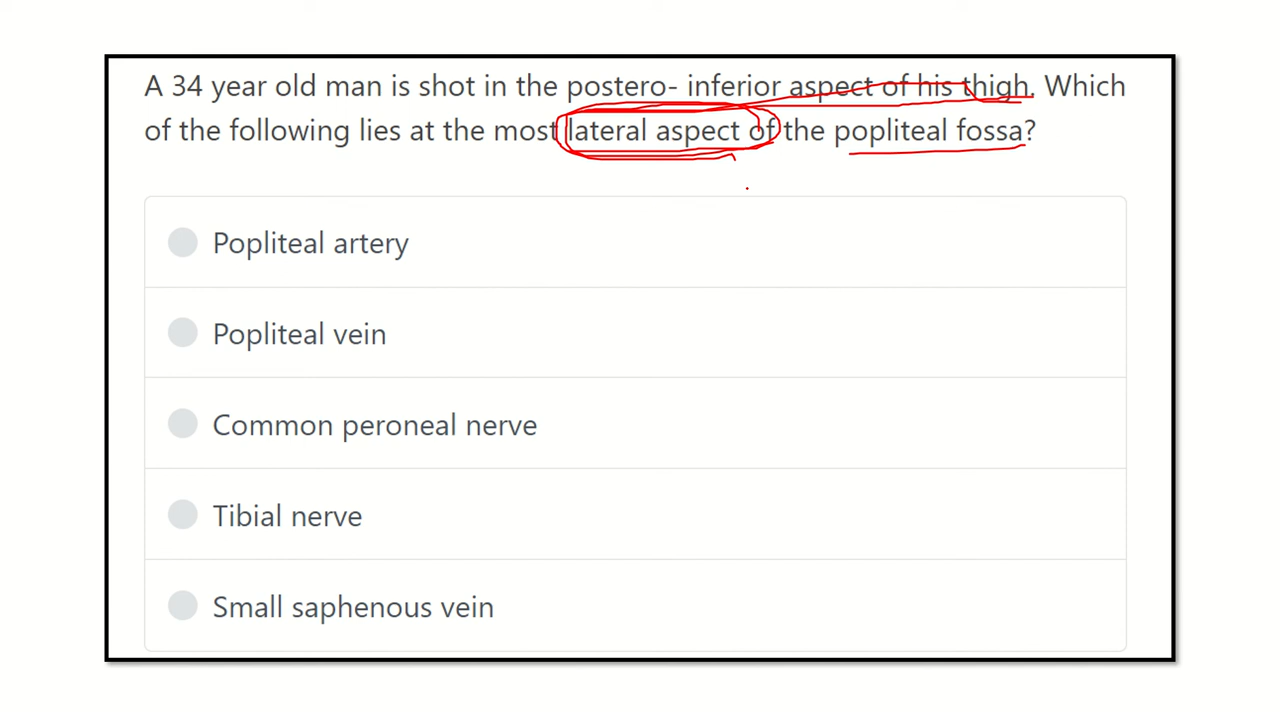 A 34 year old man is shot in the postero- inferior aspect of his thigh. Which
of the following lies at the most lateral aspect of the popliteal fossa?
Popliteal artery
Popliteal vein
Common peroneal nerve
Tibial nerve
Small saphenous vein